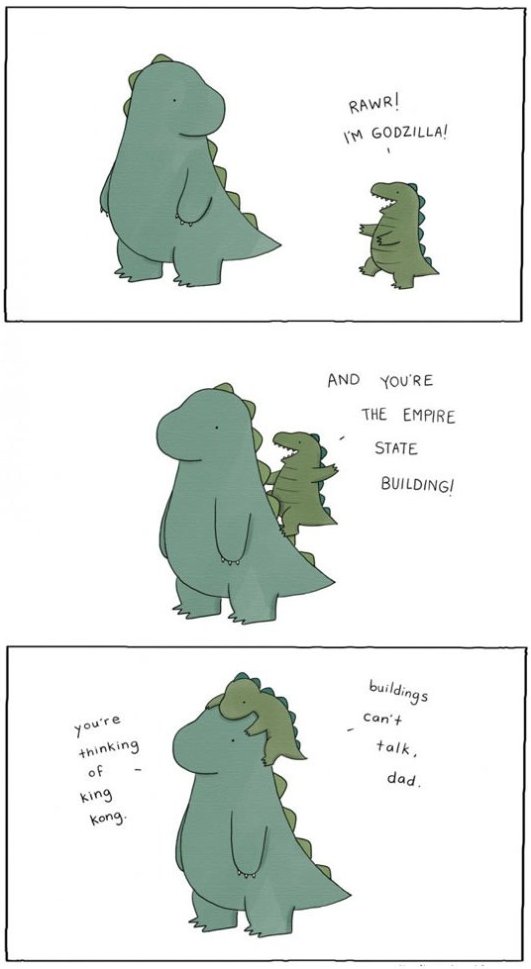 RAWR!
I'M GODZILLA!
AND YOU'RE
THE EMPIRE
STATE
BUILDING!
you're
thinking
of
king
kong.
buildings
can't
talk,
dad.